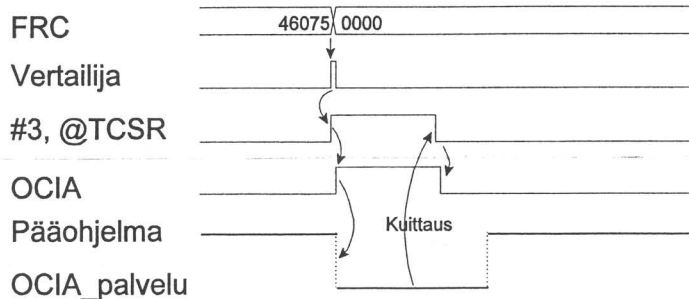 FRC
46075 0000
Vertailija
#3, @TCSR
OCIA
Pääohjelma
Kuittaus
OCIA_palvelu